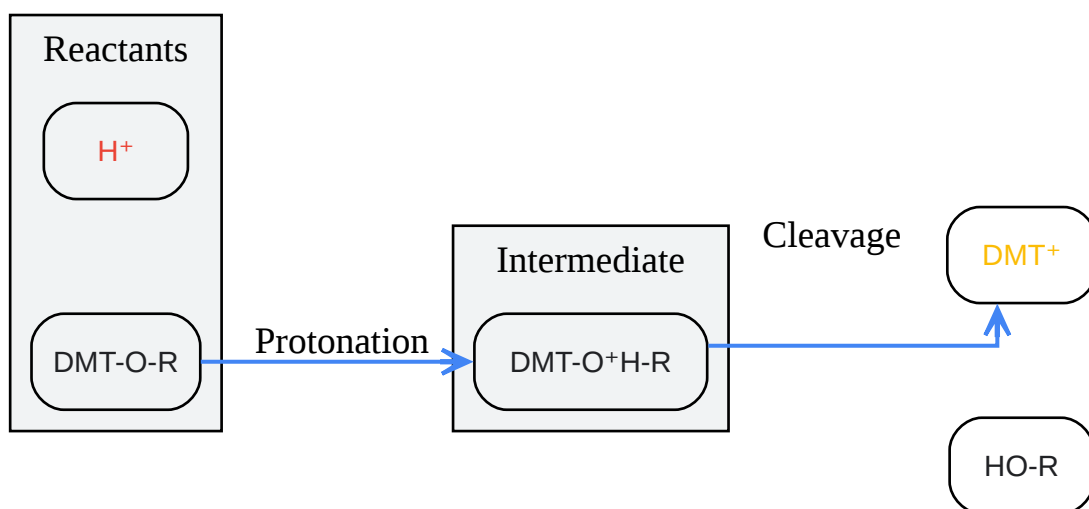 Reactants
H⁺
DMT-O-R
Protonation
Intermediate
DMT-O⁺H-R
Cleavage
DMT⁺
HO-R